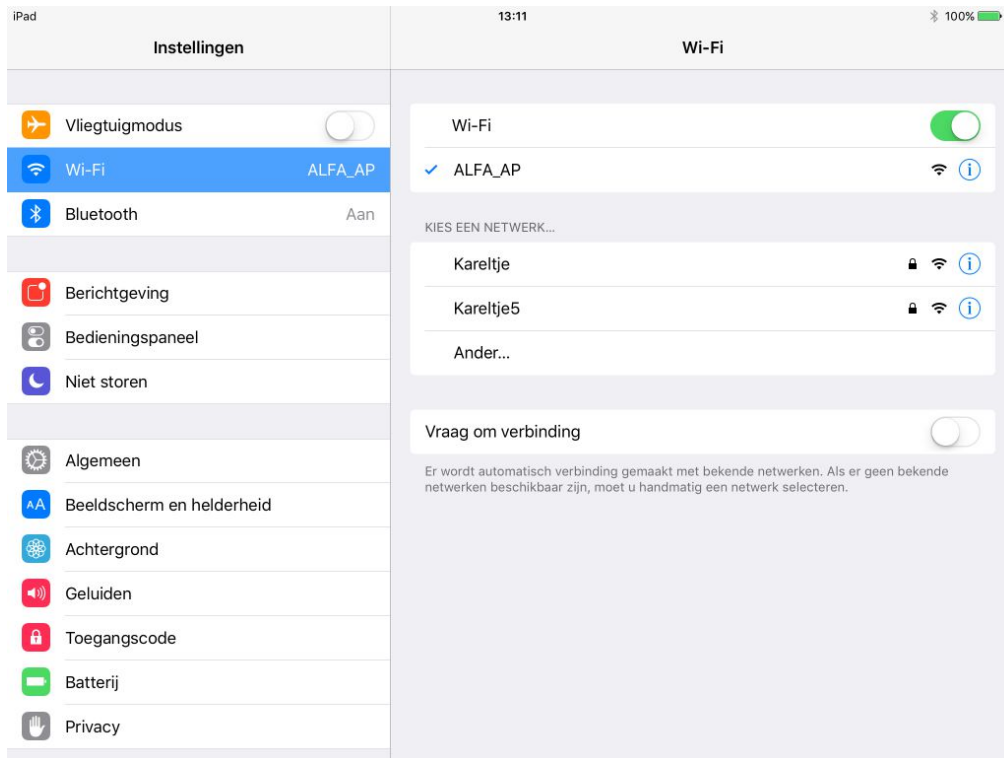 iPad
13:11
100%
Instellingen
Vliegtuigmodus
Wi-Fi ALFA_AP
Bluetooth Aan
Berichtgeving
Bedieningspaneel
Niet storen
Algemeen
AA Beeldscherm en helderheid
Achtergrond
Geluiden
Toegangscode
Batterij
Privacy
Wi-Fi
Wi-Fi
ALFA_AP
KIES EEN NETWERK...
Kareltje
Kareltje5
Ander...
Vraag om verbinding
Er wordt automatisch verbinding gemaakt met bekende netwerken. Als er geen bekende
netwerken beschikbaar zijn, moet u handmatig een netwerk selecteren.